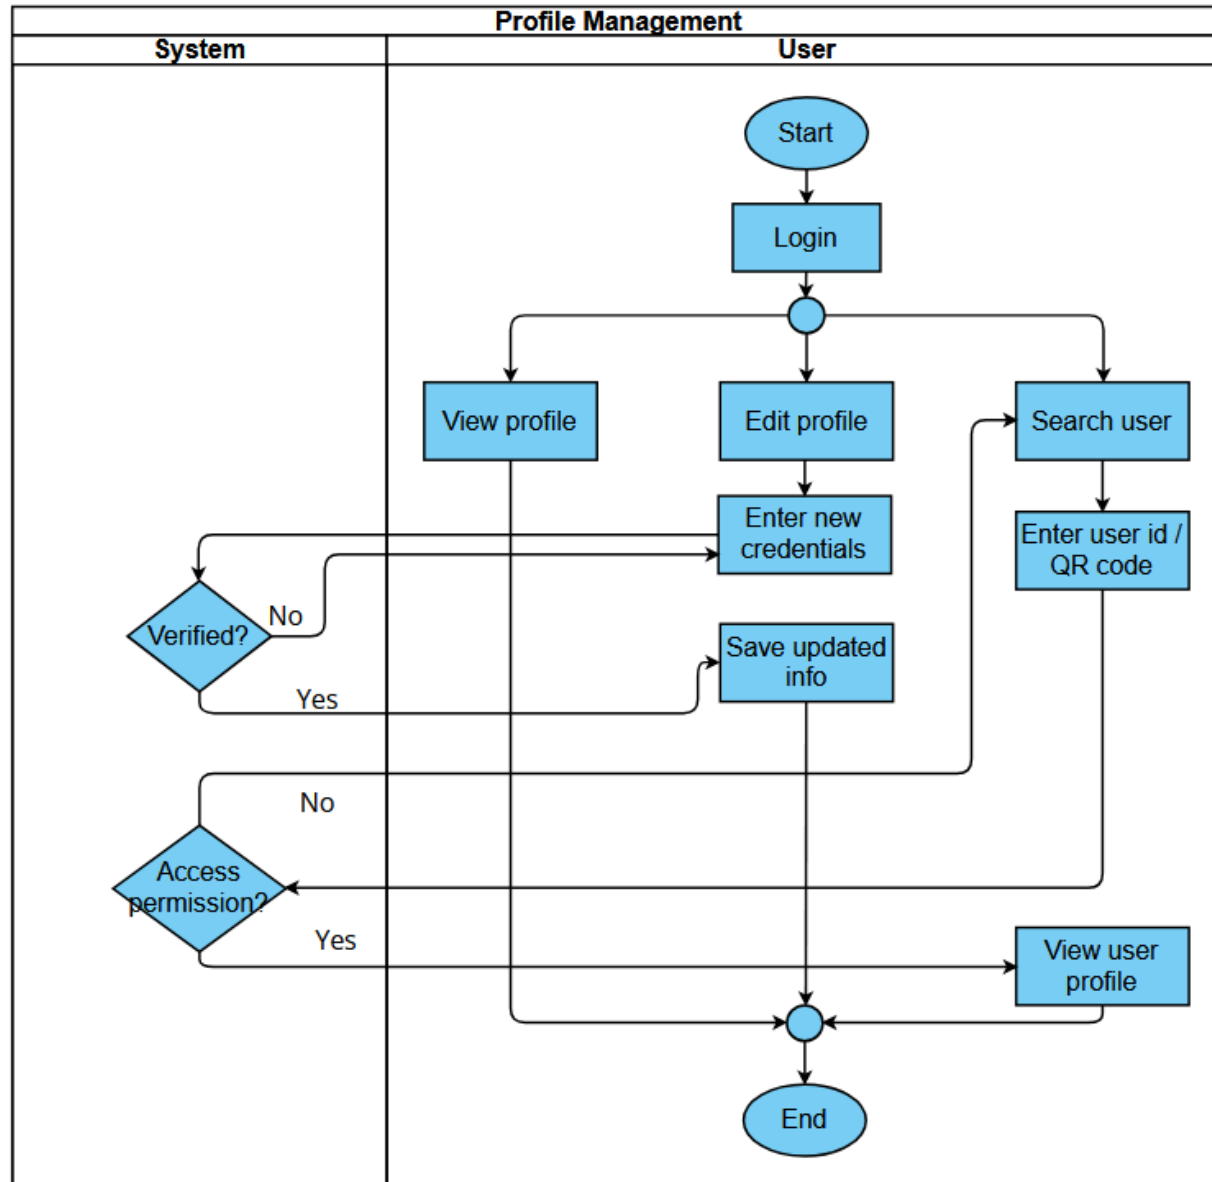 Profile Management
System
User
Start
Login
View profile
Edit profile
Search user
Enter new
credentials
Enter user id /
QR code
No
Verified?
Save updated
info
Yes
No
Access
permission?
Yes
View user
profile
End